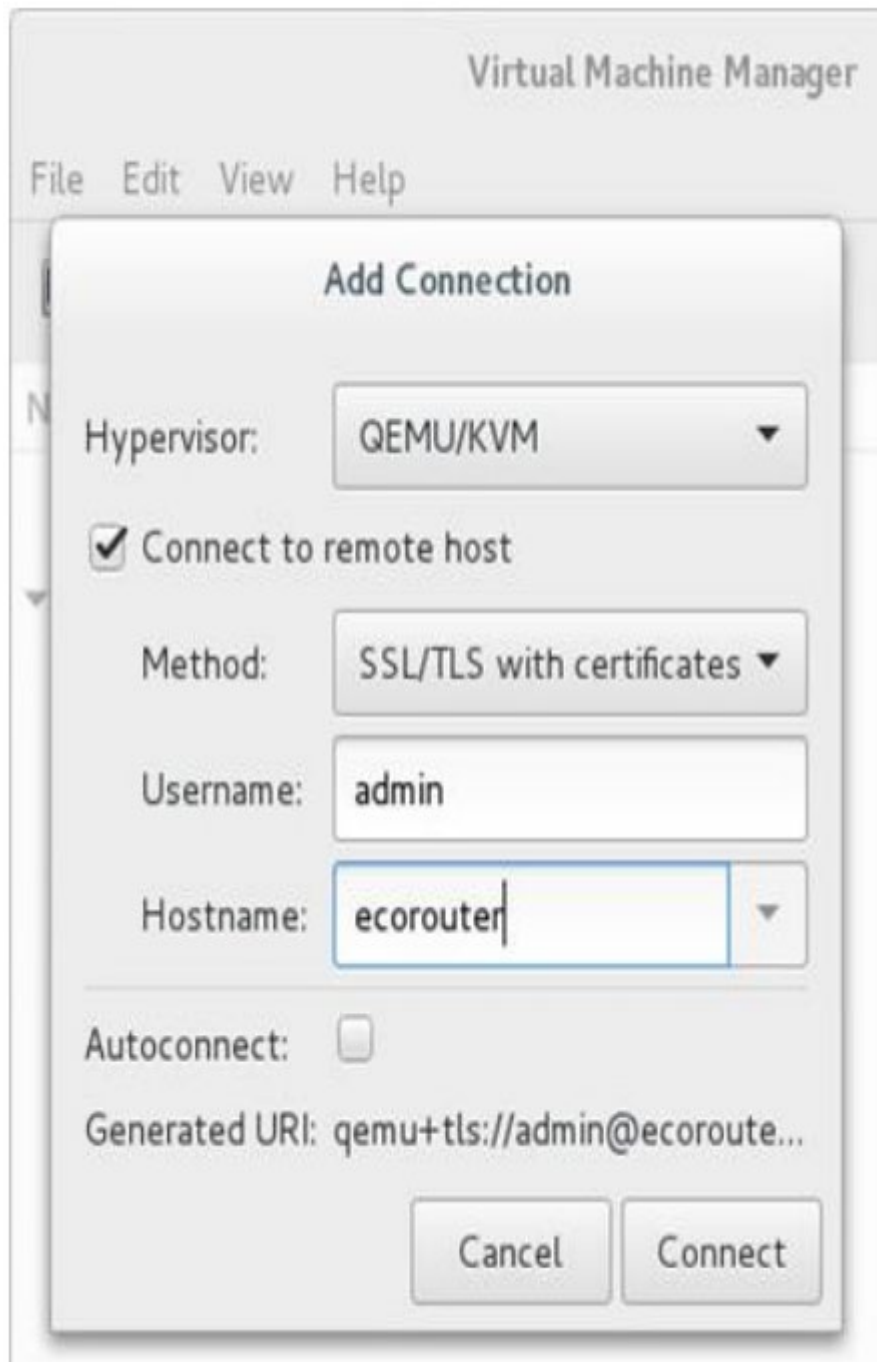 Virtual Machine Manager
File Edit View Help
Add Connection
N
Hypervisor: QEMU/KVM
Connect to remote host
Method: SSL/TLS with certificates
Username: admin
Hostname: ecorouter
Autoconnect:
Generated URI: qemu+tls://admin@ecoroute...
Cancel Connect